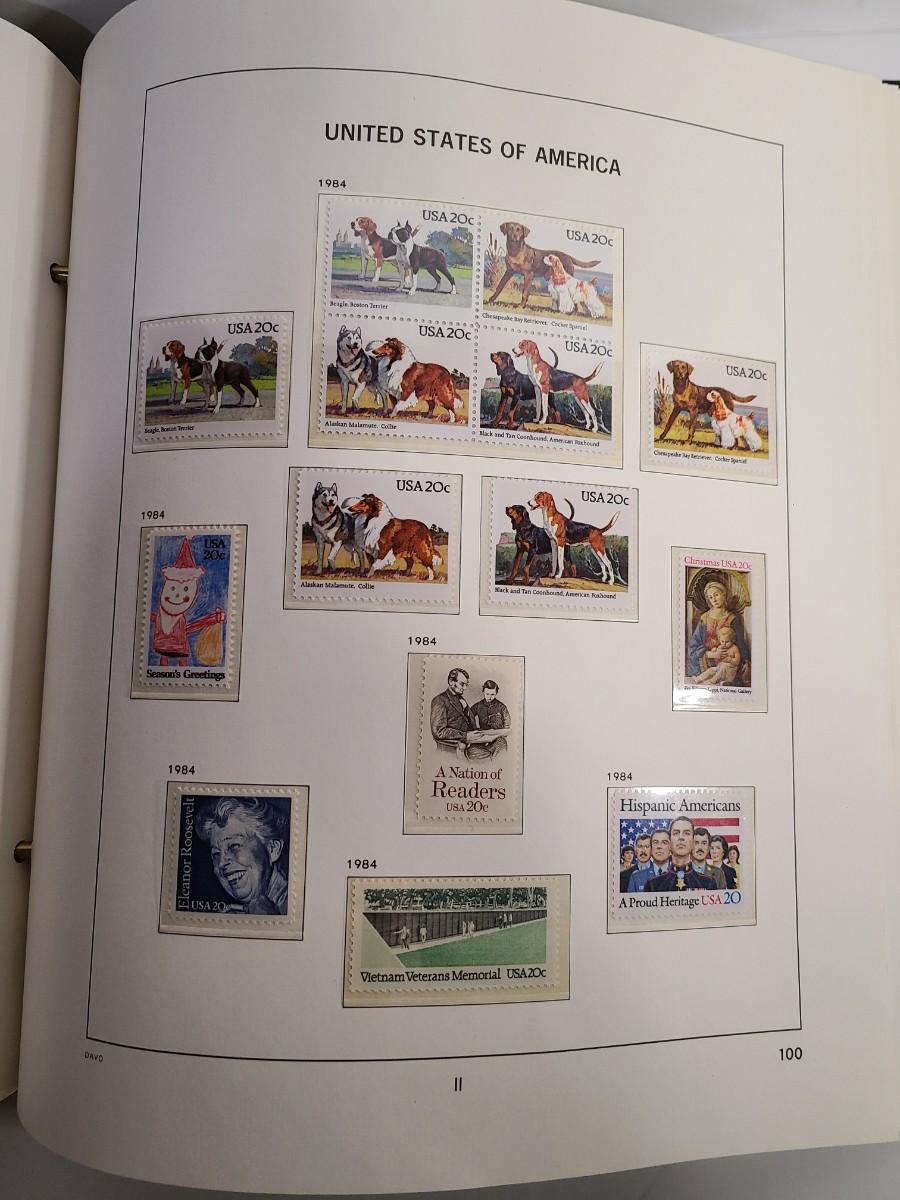 UNITED STATES OF AMERICA
1984
USA 20c
Beagle, Boston Terrier
USA 20c
Chesapeake Bay Retriever, Cocker Spaniel
USA 20c
Alaskan Malamute, Collie
USA 20c
Black and Tan Coonhound, American Foxhound
USA 20c
Beagle, Boston Terrier
USA 20c
Chesapeake Bay Retriever, Cocker Spaniel
USA 20c
Alaskan Malamute, Collie
USA 20c
Black and Tan Coonhound, American Foxhound
1984
USA
20c
Season's Greetings
Christmas USA 20c
Lippi, National Gallery
1984
A Nation of
Readers
USA 20c
1984
Eleanor Roosevelt
USA 20c
1984
Hispanic Americans
A Proud Heritage USA 20
1984
Vietnam Veterans Memorial USA 20c
DAVO
100
II